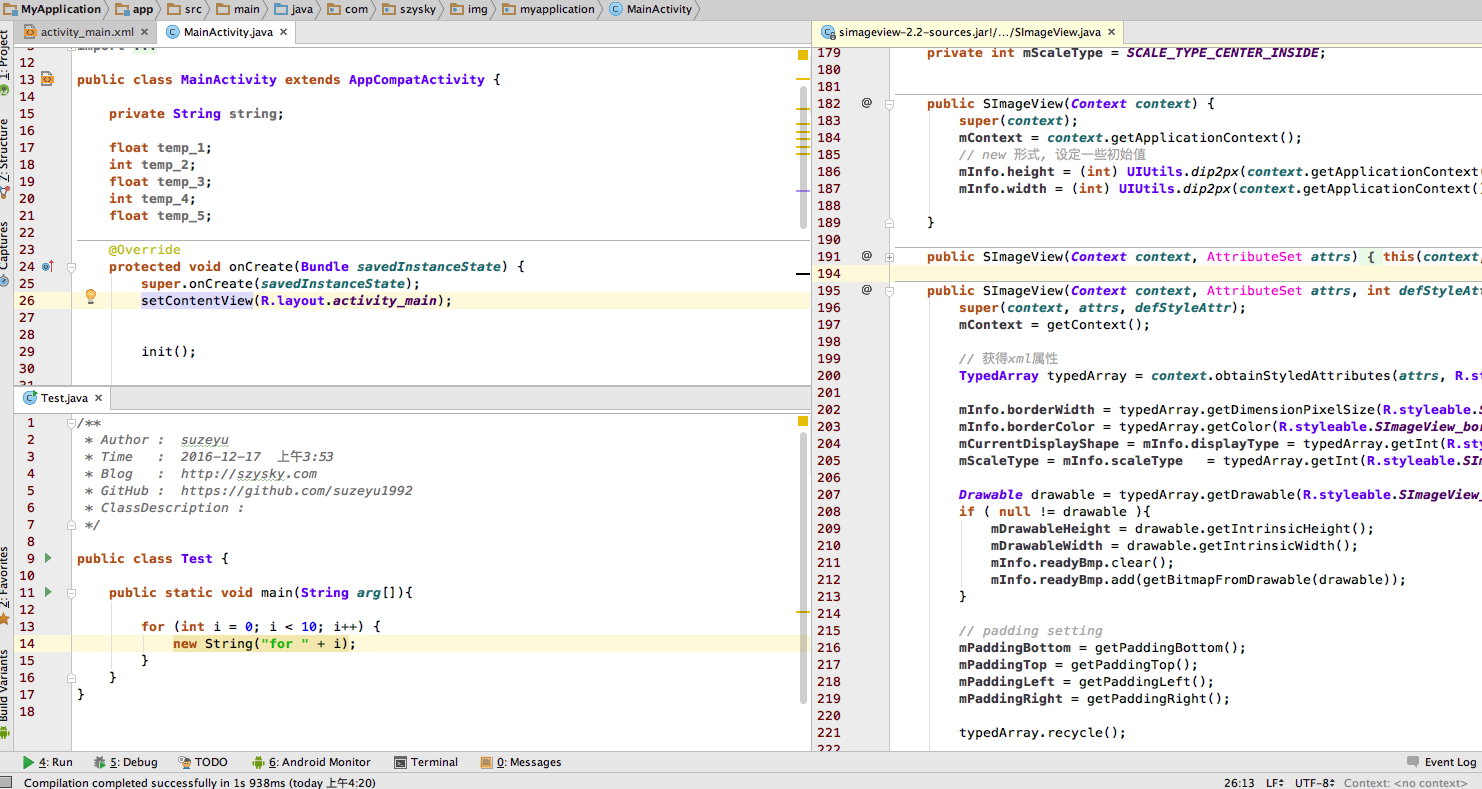 MyApplication app src main java com szysky img myapplication MainActivity
activity_main.xml MainActivity.java
1: Project
7: Structure
Captures
2: Favorites
Build Variants
import ...
12
13 public class MainActivity extends AppCompatActivity {
14
15 private String string;
16
17 float temp_1;
18 int temp_2;
19 float temp_3;
20 int temp_4;
21 float temp_5;
22
23 @Override
24 protected void onCreate(Bundle savedInstanceState) {
25 super.onCreate(savedInstanceState);
26 setContentView(R.layout.activity_main);
27
28
29 init();
30
31
Test.java
1 /**
2 * Author : suzeyu
3 * Time : 2016-12-17 上午3:53
4 * Blog : http://szysky.com
5 * GitHub : https://github.com/suzeyu1992
6 * ClassDescription :
7 */
8
9 public class Test {
10
11 public static void main(String arg[]){
12
13 for (int i = 0; i < 10; i++) {
14 new String("for " + i);
15 }
16 }
17 }
18
simageview-2.2-sources.jar!/.../SImageView.java
179 private int mScaleType = SCALE_TYPE_CENTER_INSIDE;
180
181
182 @ public SImageView(Context context) {
183 super(context);
184 mContext = context.getApplicationContext();
185 // new 形式, 设定一些初始值
186 mInfo.height = (int) UIUtils.dip2px(context.getApplicationContext(
187 mInfo.width = (int) UIUtils.dip2px(context.getApplicationContext()
188
189 }
190
191 @ public SImageView(Context context, AttributeSet attrs) { this(context,
194
195 @ public SImageView(Context context, AttributeSet attrs, int defStyleAtt
196 super(context, attrs, defStyleAttr);
197 mContext = getContext();
198
199 // 获得xml属性
200 TypedArray typedArray = context.obtainStyledAttributes(attrs, R.st
201
202 mInfo.borderWidth = typedArray.getDimensionPixelSize(R.styleable.S
203 mInfo.borderColor = typedArray.getColor(R.styleable.SImageView_bor
204 mCurrentDisplayShape = mInfo.displayType = typedArray.getInt(R.sty
205 mScaleType = mInfo.scaleType = typedArray.getInt(R.styleable.SIm
206
207 Drawable drawable = typedArray.getDrawable(R.styleable.SImageView_
208 if ( null != drawable ){
209 mDrawableHeight = drawable.getIntrinsicHeight();
210 mDrawableWidth = drawable.getIntrinsicWidth();
211 mInfo.readyBmp.clear();
212 mInfo.readyBmp.add(getBitmapFromDrawable(drawable));
213 }
214
215 // padding setting
216 mPaddingBottom = getPaddingBottom();
217 mPaddingTop = getPaddingTop();
218 mPaddingLeft = getPaddingLeft();
219 mPaddingRight = getPaddingRight();
220
221 typedArray.recycle();
222
4: Run 5: Debug TODO 6: Android Monitor Terminal 0: Messages Event Log
Compilation completed successfully in 1s 938ms (today 上午4:20) 26:13 LF UTF-8 Context: <no context>